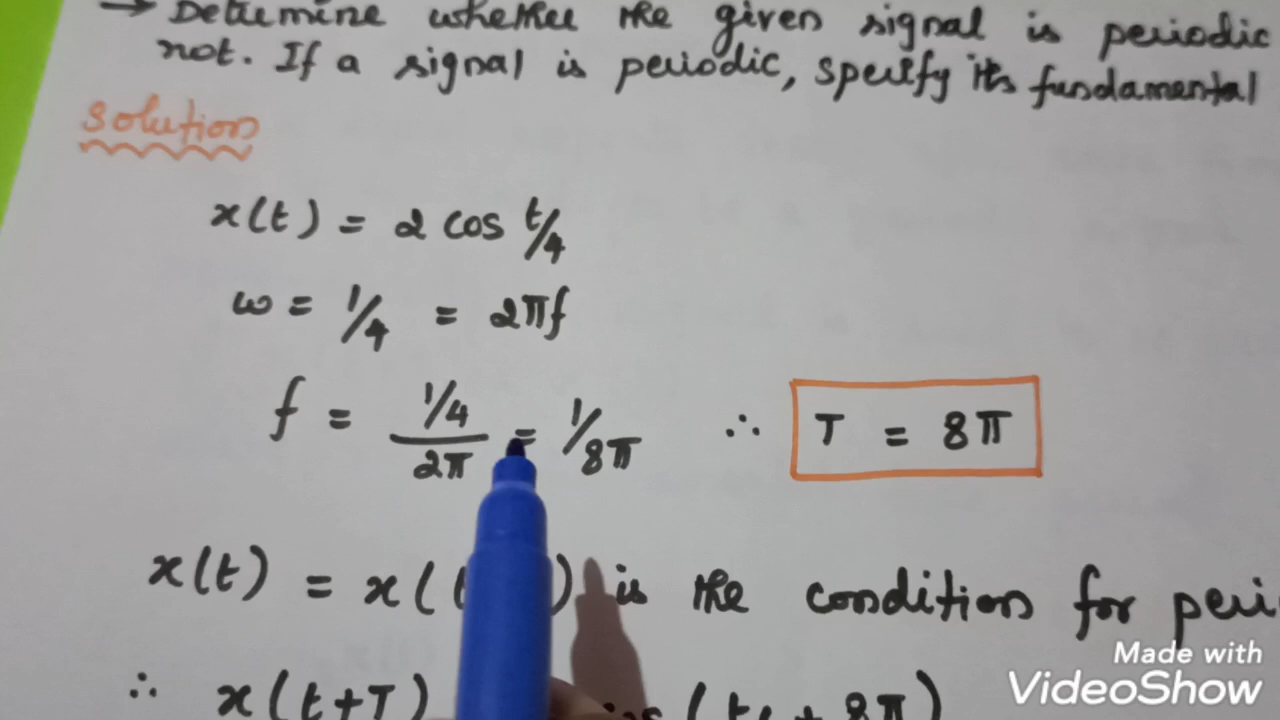 → Determine whether the given signal is periodic
not. If a signal is periodic, specify its fundamental
solution
x(t) = 2 cos t/4
ω = 1/4 = 2πf
f = 1/4 / 2π = 1/8π ∴ T = 8π
x(t) = x( ) is the condition for peri
∴ x(t+T) + 8π)
Made with
VideoShow